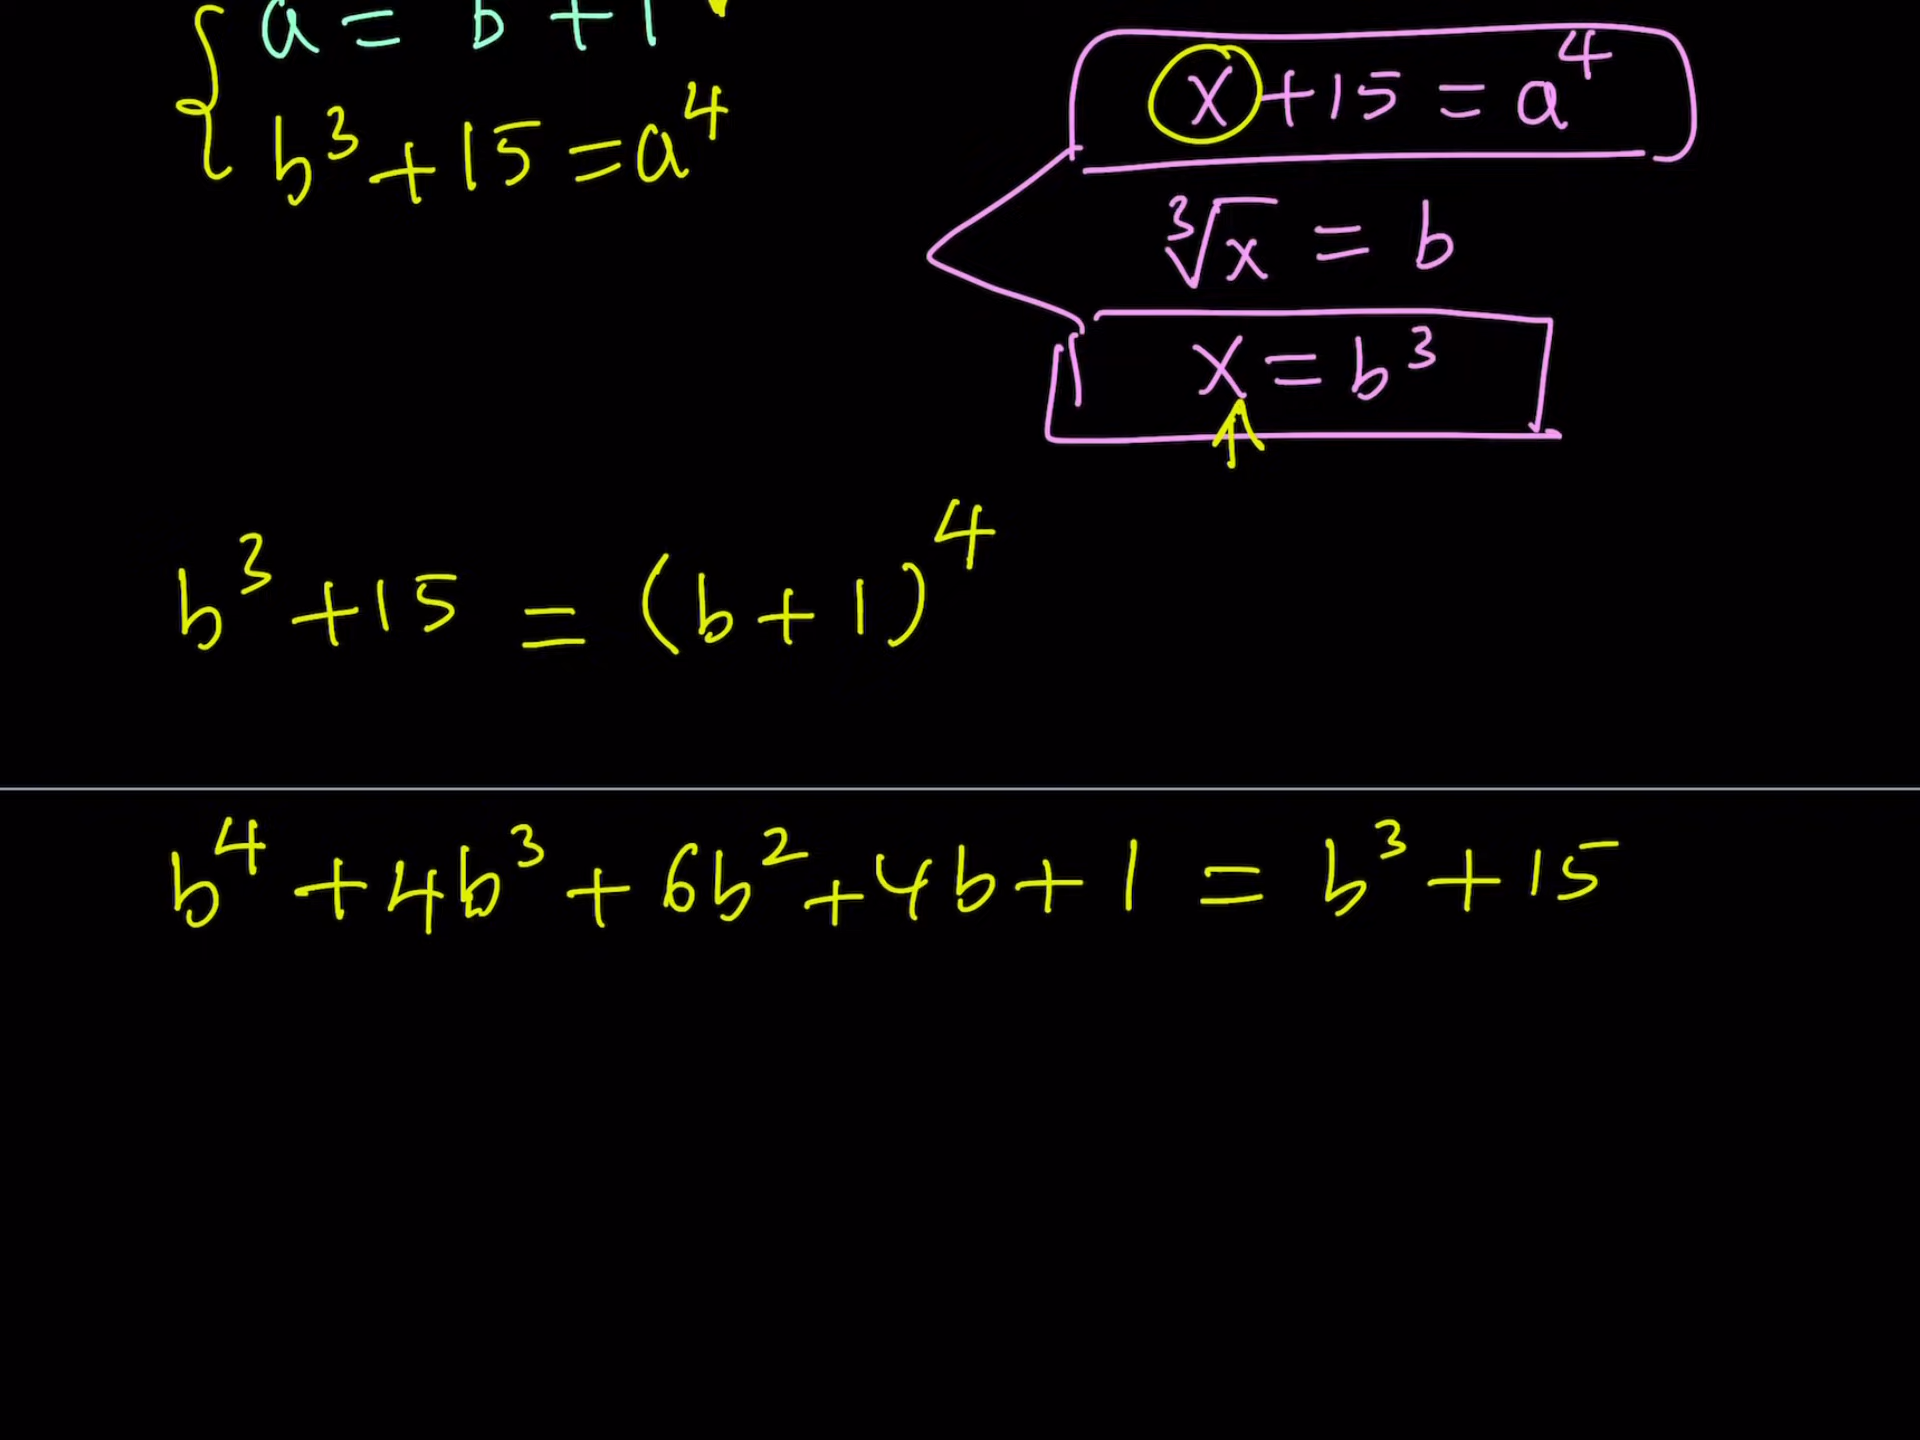 a = b + 1
b³ + 15 = a⁴
x + 15 = a⁴
∛x = b
x = b³
b³ + 15 = (b + 1)⁴
b⁴ + 4b³ + 6b² + 4b + 1 = b³ + 15